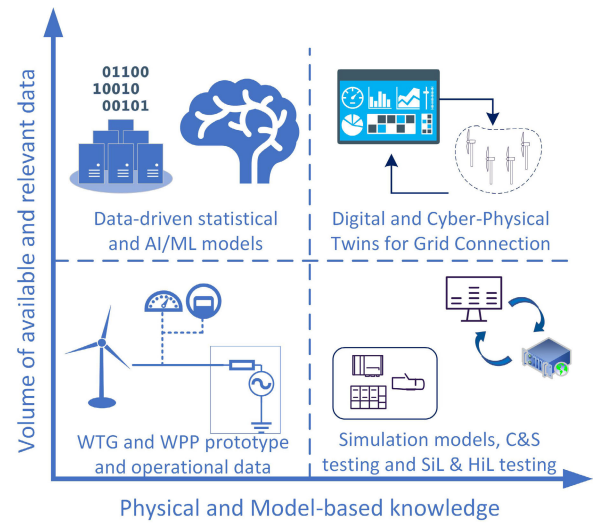 Volume of available and relevant data
01100
10010
00101
Data-driven statistical
and AI/ML models
Digital and Cyber-Physical
Twins for Grid Connection
WTG and WPP prototype
and operational data
Simulation models, C&S
testing and SiL & HiL testing
Physical and Model-based knowledge